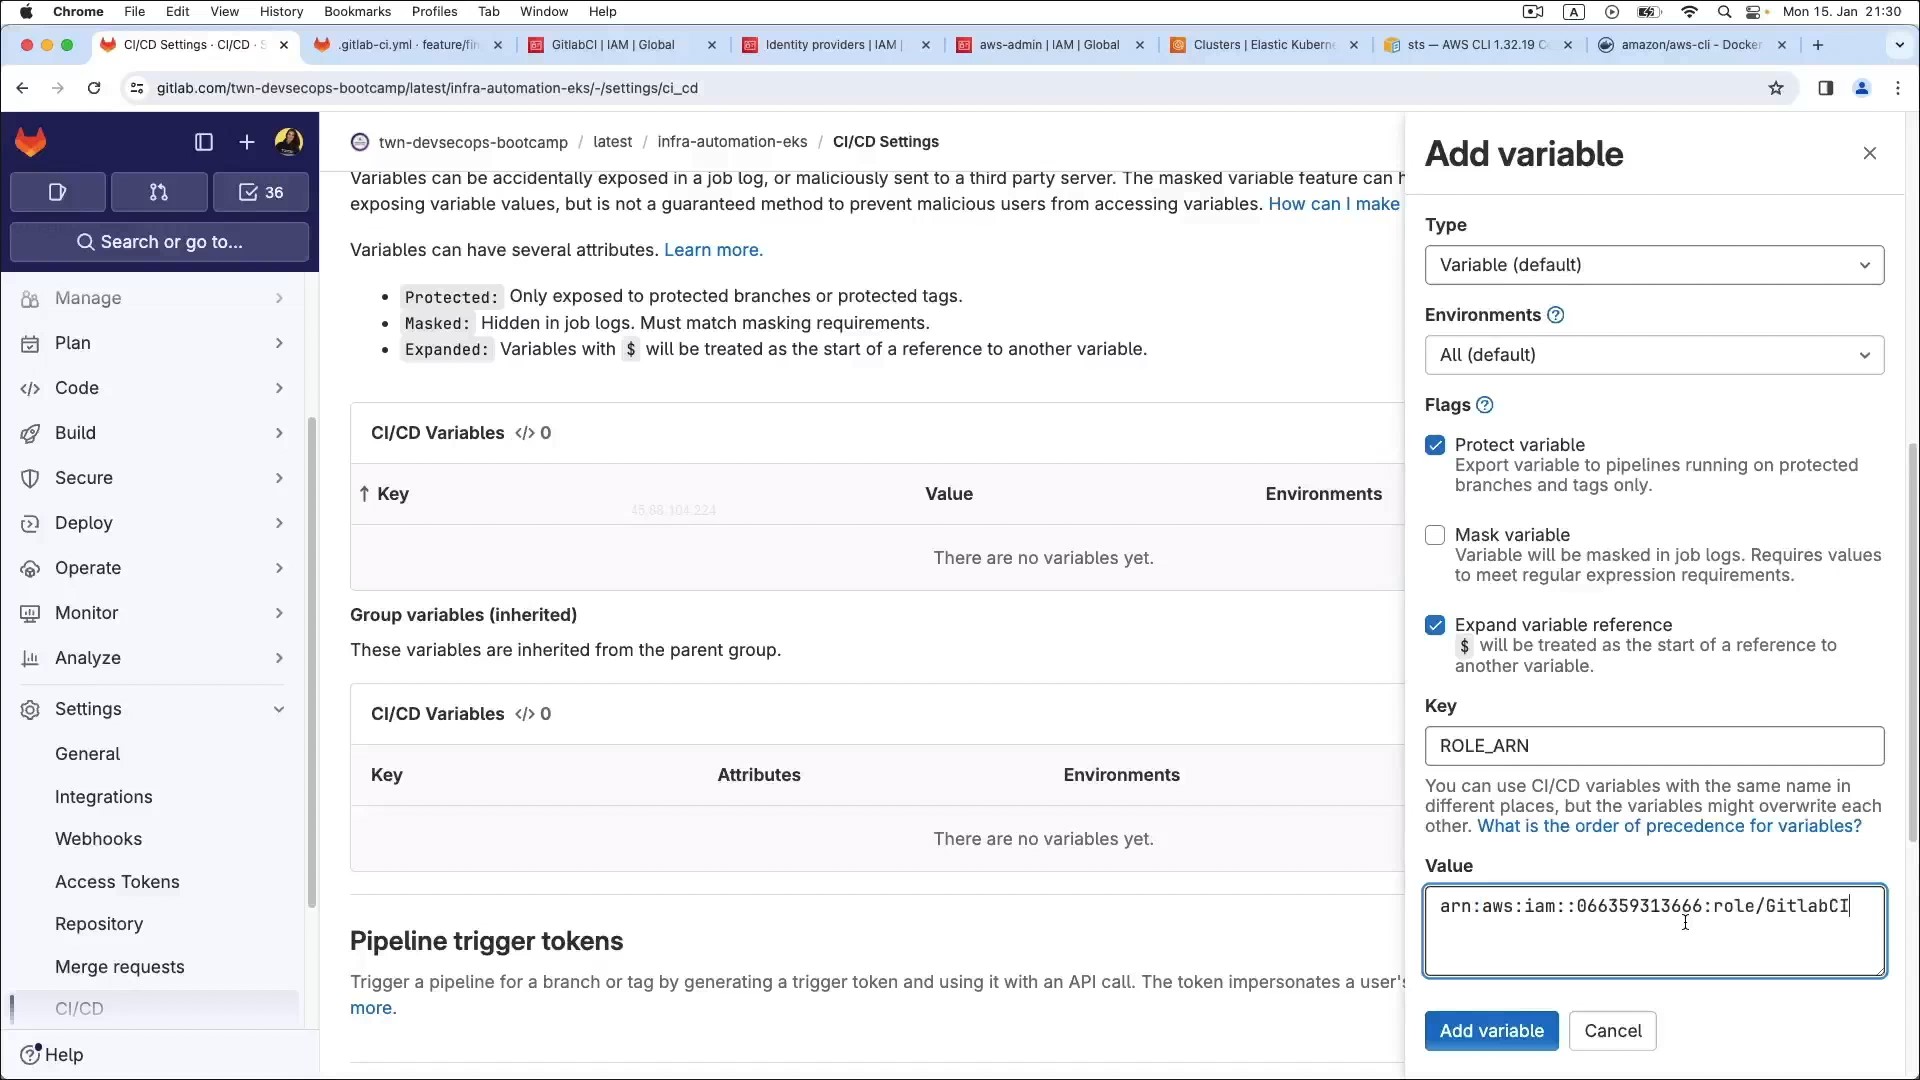 Chrome File Edit View History Bookmarks Profiles Tab Window Help A Mon 15. Jan 21:30
CI/CD Settings · CI/CD · S .gitlab-ci.yml · feature/fin GitlabCI | IAM | Global Identity providers | IAM | aws-admin | IAM | Global Clusters | Elastic Kuberne sts — AWS CLI 1.32.19 C amazon/aws-cli - Docker
gitlab.com/twn-devsecops-bootcamp/latest/infra-automation-eks/-/settings/ci_cd
36
Search or go to...
Manage
Plan
Code
Build
Secure
Deploy
Operate
Monitor
Analyze
Settings
General
Integrations
Webhooks
Access Tokens
Repository
Merge requests
CI/CD
Help
twn-devsecops-bootcamp / latest / infra-automation-eks / CI/CD Settings
Variables can be accidentally exposed in a job log, or maliciously sent to a third party server. The masked variable feature can h
exposing variable values, but is not a guaranteed method to prevent malicious users from accessing variables. How can I make
Variables can have several attributes. Learn more.
• Protected: Only exposed to protected branches or protected tags.
• Masked: Hidden in job logs. Must match masking requirements.
• Expanded: Variables with $ will be treated as the start of a reference to another variable.
CI/CD Variables </> 0
↑ Key Value Environments
45.88.104.224
There are no variables yet.
Group variables (inherited)
These variables are inherited from the parent group.
CI/CD Variables </> 0
Key Attributes Environments
There are no variables yet.
Pipeline trigger tokens
Trigger a pipeline for a branch or tag by generating a trigger token and using it with an API call. The token impersonates a user's
more.
Add variable
Type
Variable (default)
Environments
All (default)
Flags
Protect variable
Export variable to pipelines running on protected
branches and tags only.
Mask variable
Variable will be masked in job logs. Requires values
to meet regular expression requirements.
Expand variable reference
$ will be treated as the start of a reference to
another variable.
Key
ROLE_ARN
You can use CI/CD variables with the same name in
different places, but the variables might overwrite each
other. What is the order of precedence for variables?
Value
arn:aws:iam::066359313666:role/GitlabCI
Add variable Cancel